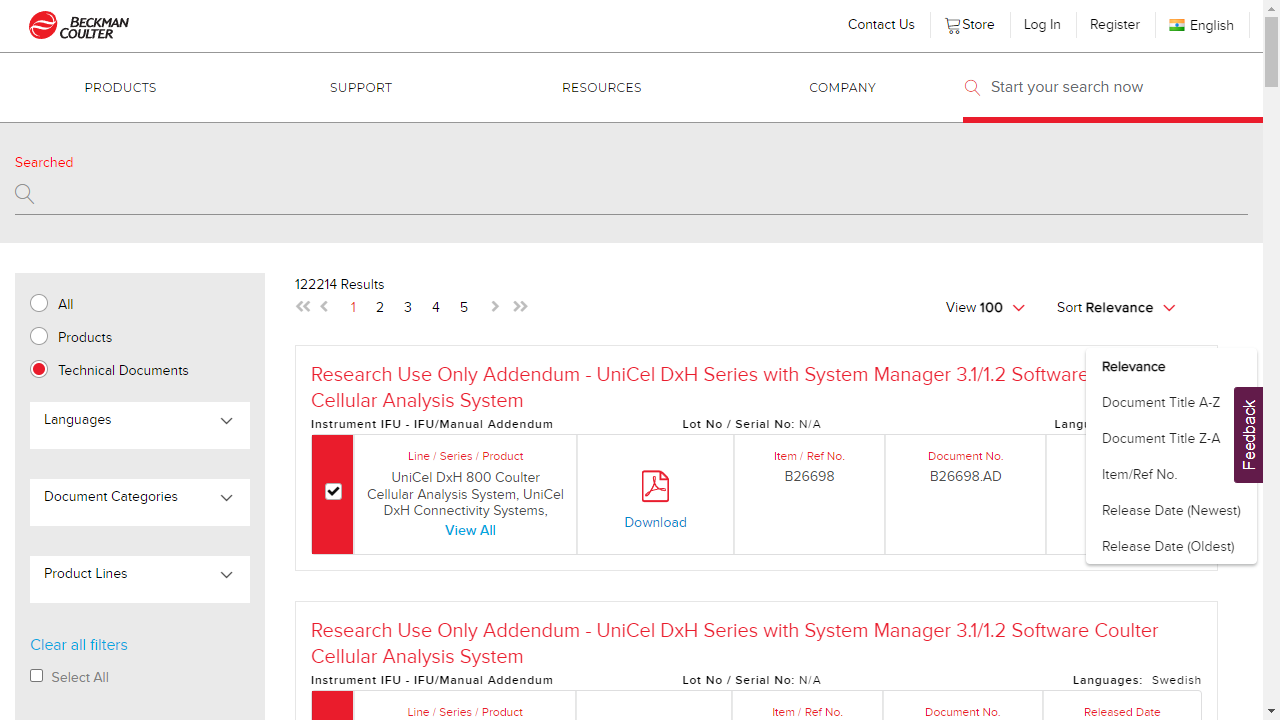 BECKMAN
COULTER
Contact Us
Store
Log In
Register
English
PRODUCTS
SUPPORT
RESOURCES
COMPANY
Start your search now
Searched
All
Products
Technical Documents
Languages
Document Categories
Product Lines
Clear all filters
Select All
122214 Results
1 2 3 4 5
View 100
Sort Relevance
Relevance
Document Title A-Z
Document Title Z-A
Item/Ref No.
Release Date (Newest)
Release Date (Oldest)
Feedback
Research Use Only Addendum - UniCel DxH Series with System Manager 3.1/1.2 Software
Cellular Analysis System
Instrument IFU - IFU/Manual Addendum
Lot No / Serial No: N/A
Line / Series / Product
UniCel DxH 800 Coulter
Cellular Analysis System, UniCel
DxH Connectivity Systems,
View All
Download
Item / Ref No.
B26698
Document No.
B26698.AD
Research Use Only Addendum - UniCel DxH Series with System Manager 3.1/1.2 Software Coulter
Cellular Analysis System
Instrument IFU - IFU/Manual Addendum
Lot No / Serial No: N/A
Languages: Swedish
Line / Series / Product
Item / Ref No.
Document No.
Released Date